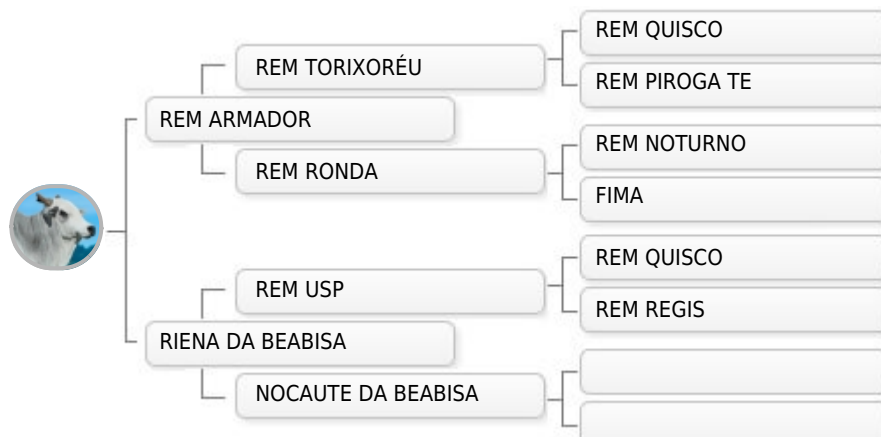 REM QUISCO
REM TORIXORÉU
REM PIROGA TE
REM ARMADOR
REM NOTURNO
REM RONDA
FIMA
REM QUISCO
REM USP
REM REGIS
RIENA DA BEABISA
NOCAUTE DA BEABISA